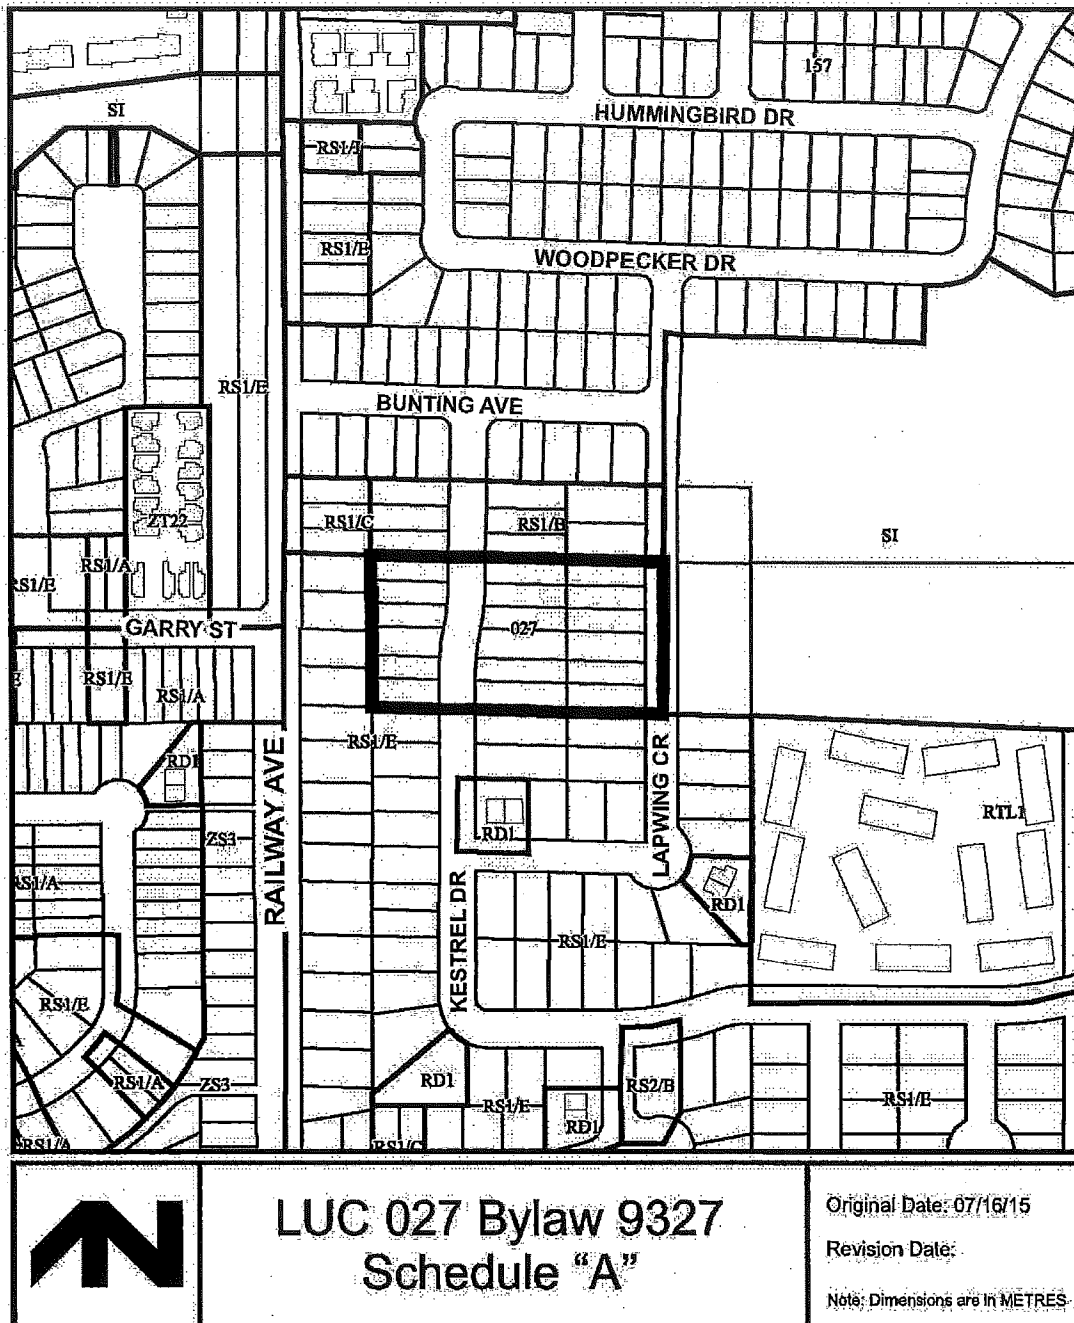 157
HUMMINGBIRD DR
SI
RS1/E
WOODPECKER DR
RS1/E
BUNTING AVE
ZT22
RS1/C
RS1/B
SI
RS1/A
RS1/E
027
GARRY ST
RS1/E
RS1/A
RS1/E
RD1
RAILWAY AVE
LAPWING CR
RD1
RTL1
ZS3
RS1/A
KESTREL DR
RD1
RS1/E
RS1/E
RD1
RS1/A
ZS3
RS2/B
RS1/E
RS1/E
RD1
RS1/A
RS1/C
LUC 027 Bylaw 9327
Schedule "A"
Original Date: 07/16/15
Revision Date:
Note: Dimensions are in METRES